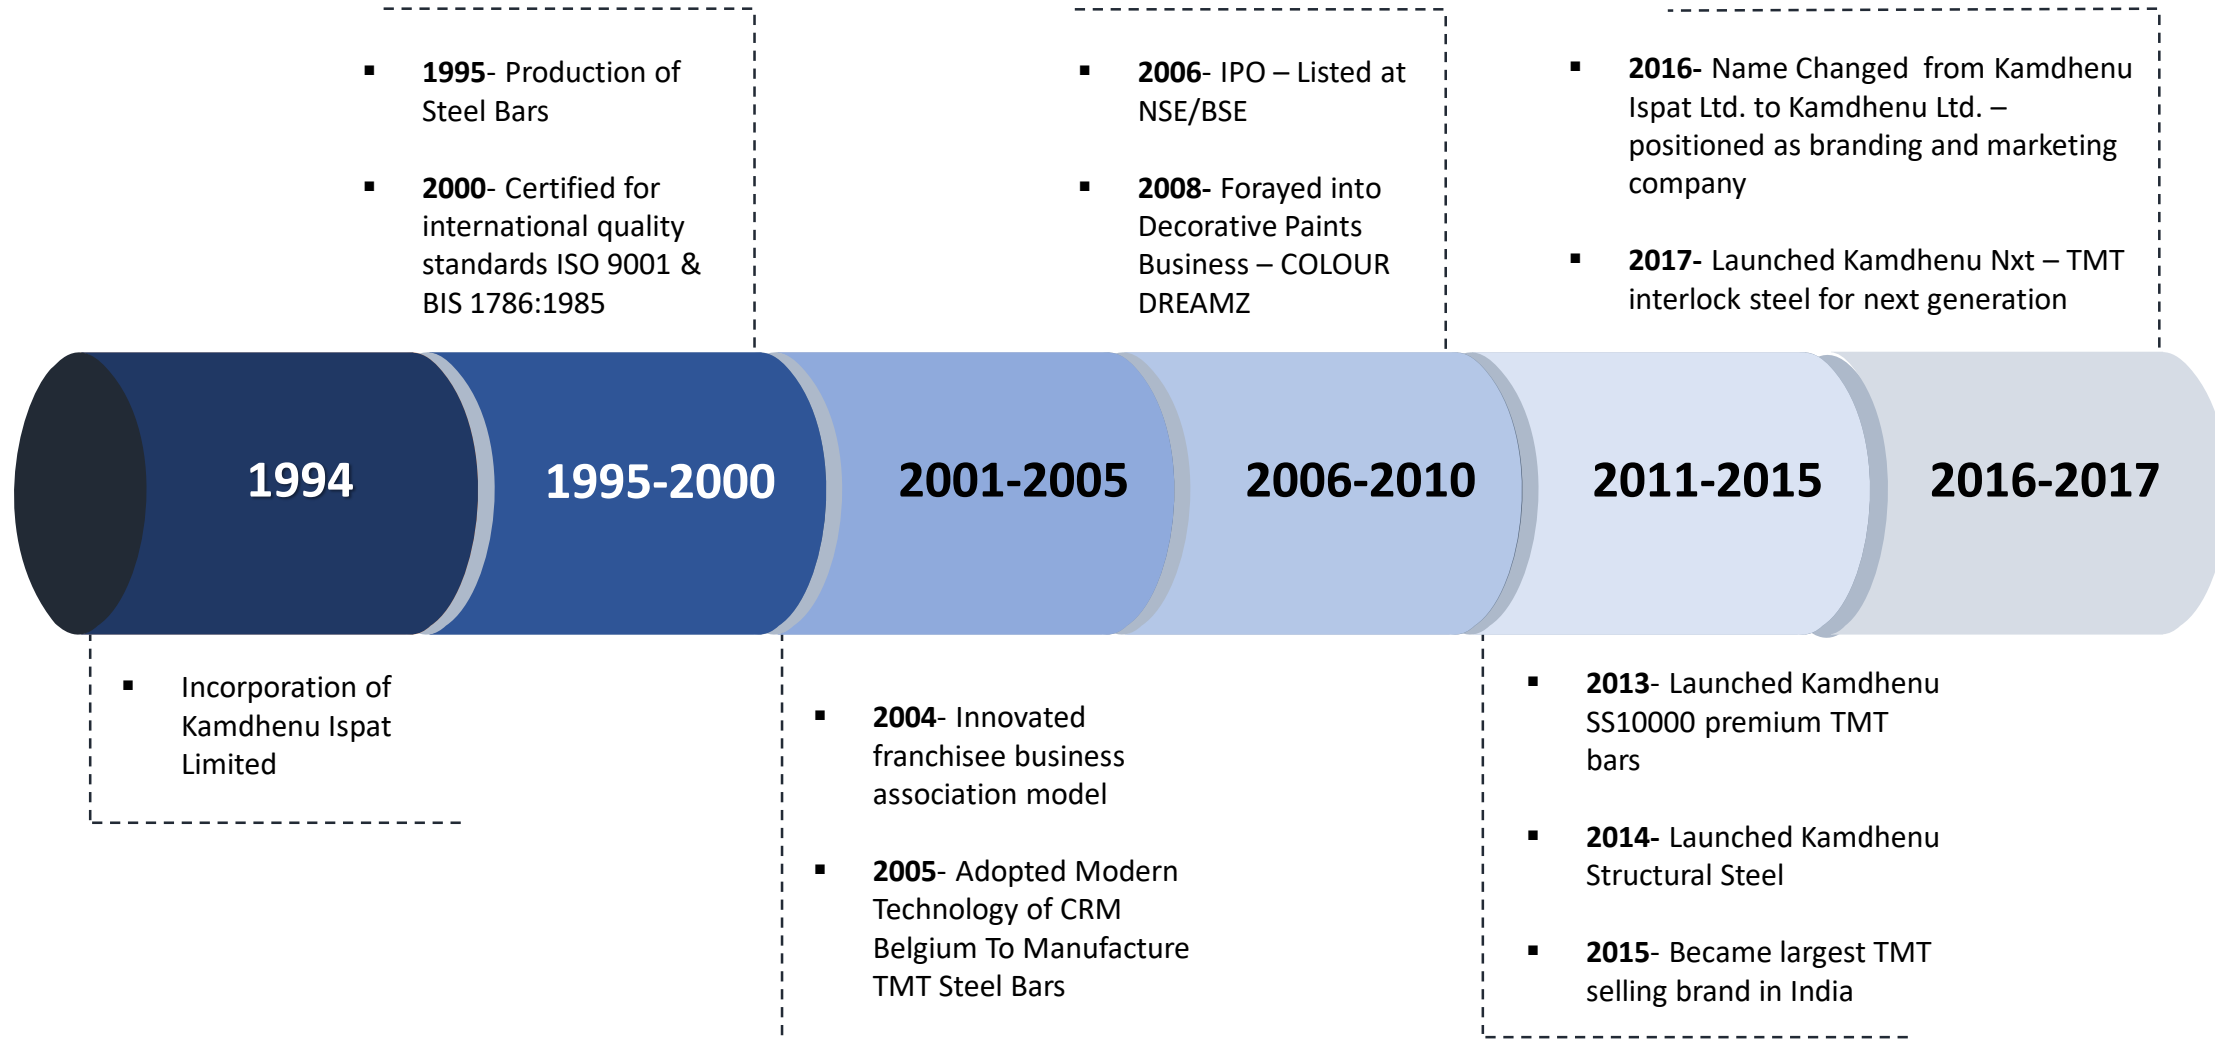 1994
▪ Incorporation of
Kamdhenu Ispat
Limited
1995-2000
▪ 1995- Production of
Steel Bars
▪ 2000- Certified for
international quality
standards ISO 9001 &
BIS 1786:1985
2001-2005
▪ 2004- Innovated
franchisee business
association model
▪ 2005- Adopted Modern
Technology of CRM
Belgium To Manufacture
TMT Steel Bars
2006-2010
▪ 2006- IPO – Listed at
NSE/BSE
▪ 2008- Forayed into
Decorative Paints
Business – COLOUR
DREAMZ
2011-2015
▪ 2013- Launched Kamdhenu
SS10000 premium TMT
bars
▪ 2014- Launched Kamdhenu
Structural Steel
▪ 2015- Became largest TMT
selling brand in India
2016-2017
▪ 2016- Name Changed from Kamdhenu
Ispat Ltd. to Kamdhenu Ltd. –
positioned as branding and marketing
company
▪ 2017- Launched Kamdhenu Nxt – TMT
interlock steel for next generation